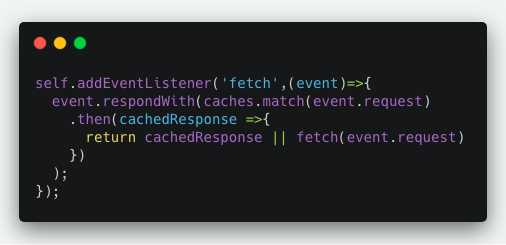 self.addEventListener('fetch',(event)=>{
  event.respondWith(caches.match(event.request)
    .then(cachedResponse =>{
      return cachedResponse || fetch(event.request)
    })
  );
});